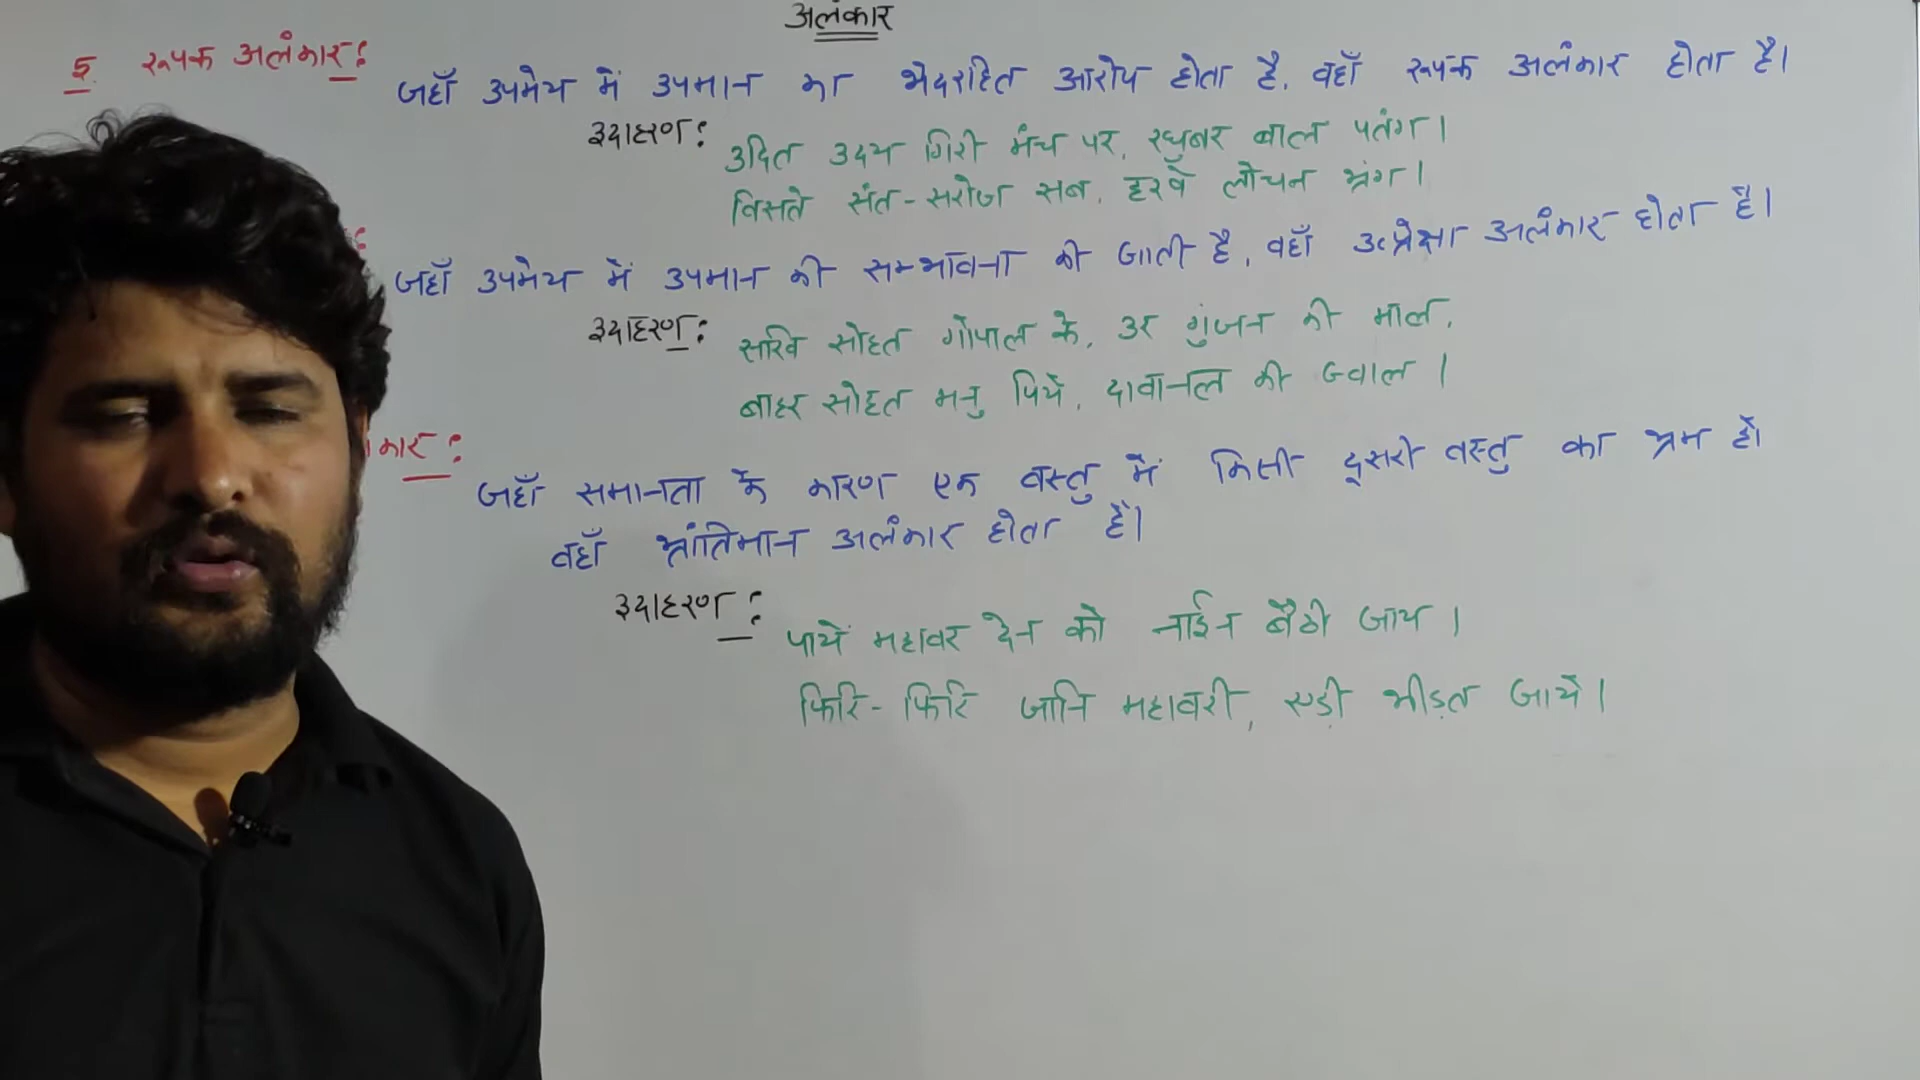 अलंकार
5. रूपक अलंकार :
जहाँ उपमेय में उपमान का भेदरहित आरोप होता है, वहाँ रूपक अलंकार होता है।
उदाहरण : उदित उदय गिरी मंच पर, रघुबर बाल पतंग।
विसते संत-सरोज सब, हरवें लोचन भ्रंग।
जहाँ उपमेय में उपमान की सम्भावना की जाती है, वहाँ उत्प्रेक्षा अलंकार होता है।
उदाहरण : सखि सोहत गोपाल के, उर गुंजन की माल,
बाहर सोहत मनु पिये, दावानल की ज्वाल ।
कार :
जहाँ समानता के कारण एक वस्तु में किसी दूसरी वस्तु का भ्रम हो
वहाँ भ्रांतिमान अलंकार होता है।
उदाहरण : पायें महावर देन को नाईन बैठी जाय ।
फिरि-फिरि जानि महावरी, एड़ी भीड़त जाये।